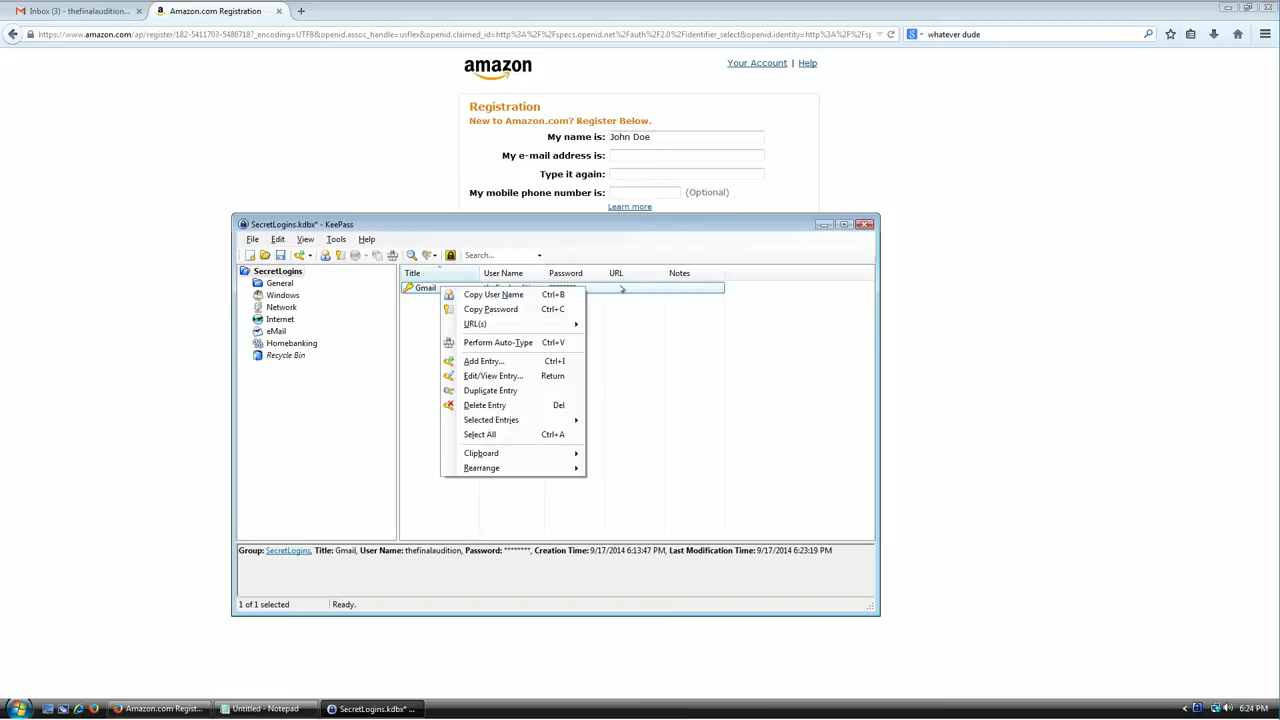 Inbox (3) - thefinalaudition...
Amazon.com Registration
https://www.amazon.com/ap/register/182-5411703-5486718?_encoding=UTF8&openid.assoc_handle=usflex&openid.claimed_id=http%3A%2F%2Fspecs.openid.net%2Fauth%2F2.0%2Fidentifier_select&openid.identity=http%3A%2F%2Fsp
whatever dude
amazon
Your Account | Help
Registration
New to Amazon.com? Register Below.
My name is: John Doe
My e-mail address is:
Type it again:
My mobile phone number is: (Optional)
Learn more
SecretLogins.kdbx* - KeePass
File Edit View Tools Help
Search...
SecretLogins
General
Windows
Network
Internet
eMail
Homebanking
Recycle Bin
Title User Name Password URL Notes
Gmail
Copy User Name Ctrl+B
Copy Password Ctrl+C
URL(s)
Perform Auto-Type Ctrl+V
Add Entry... Ctrl+I
Edit/View Entry... Return
Duplicate Entry
Delete Entry Del
Selected Entries
Select All Ctrl+A
Clipboard
Rearrange
Group: SecretLogins, Title: Gmail, User Name: thefinalaudition, Password: ********, Creation Time: 9/17/2014 6:13:47 PM, Last Modification Time: 9/17/2014 6:23:19 PM
1 of 1 selected
Ready.
Amazon.com Regist...
Untitled - Notepad
SecretLogins.kdbx* ...
6:24 PM